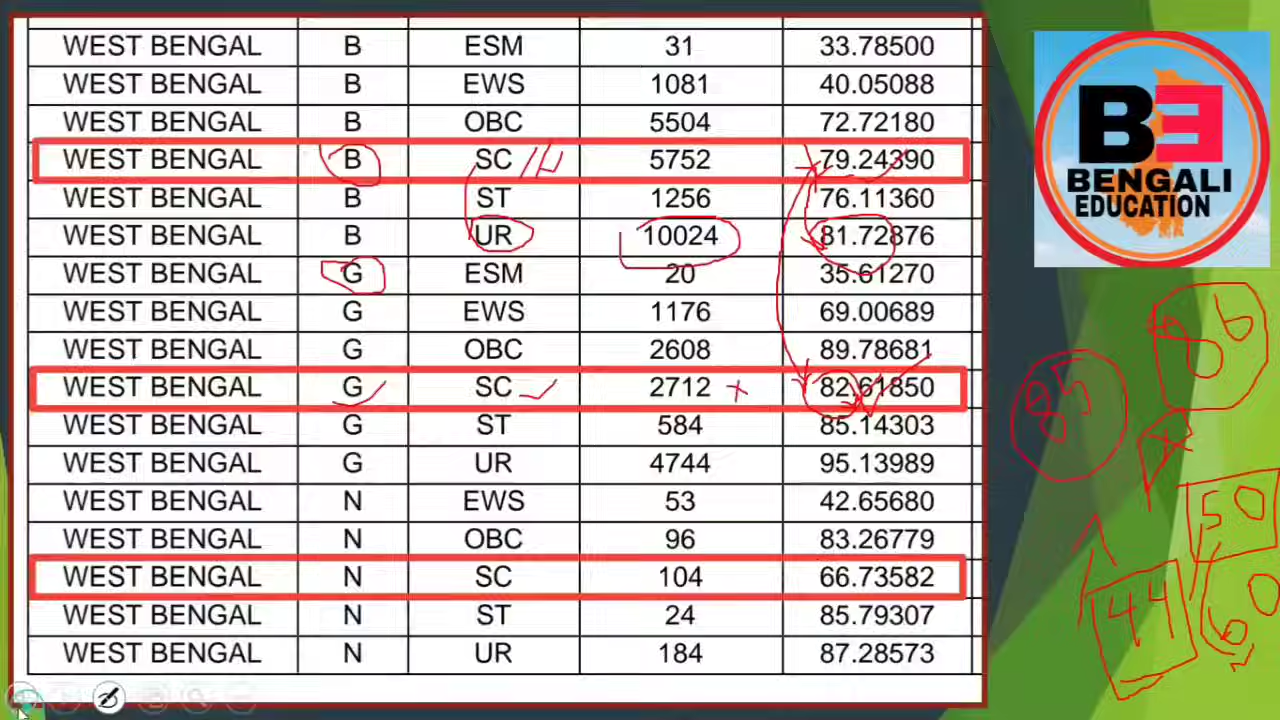 WEST BENGAL B ESM 31 33.78500
WEST BENGAL B EWS 1081 40.05088
WEST BENGAL B OBC 5504 72.72180
WEST BENGAL B SC 5752 79.24390
WEST BENGAL B ST 1256 76.11360
WEST BENGAL B UR 10024 81.72876
WEST BENGAL G ESM 20 35.61270
WEST BENGAL G EWS 1176 69.00689
WEST BENGAL G OBC 2608 89.78681
WEST BENGAL G SC 2712 82.61850
WEST BENGAL G ST 584 85.14303
WEST BENGAL G UR 4744 95.13989
WEST BENGAL N EWS 53 42.65680
WEST BENGAL N OBC 96 83.26779
WEST BENGAL N SC 104 66.73582
WEST BENGAL N ST 24 85.79307
WEST BENGAL N UR 184 87.28573
BE
BENGALI
EDUCATION
86
85
50
144
60